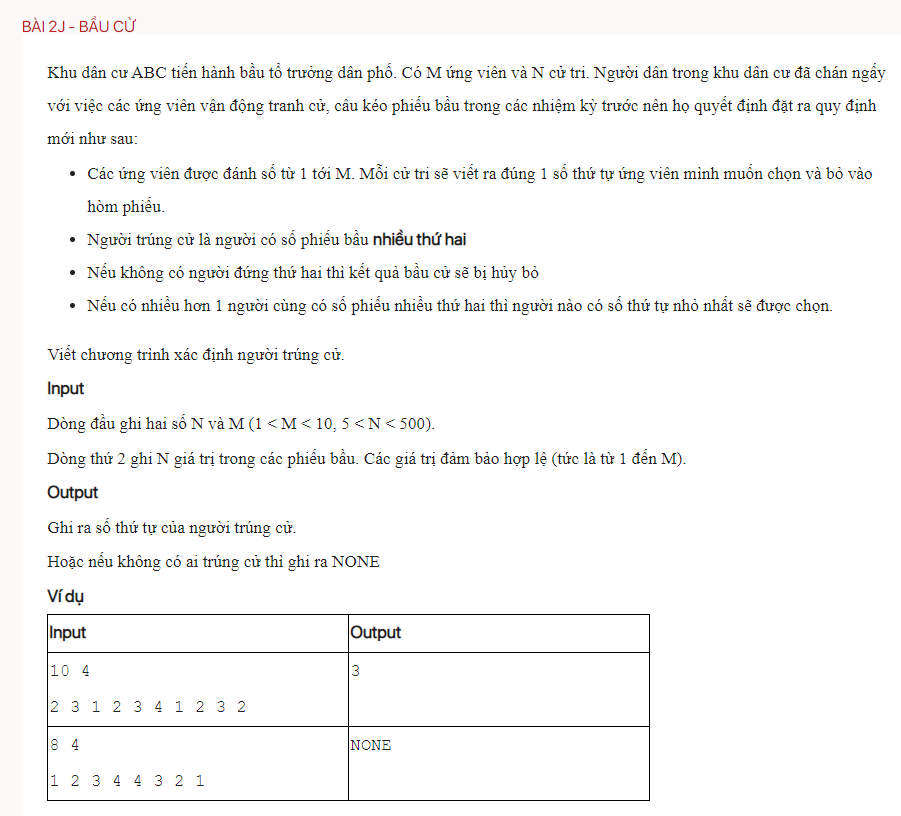 BÀI 2J - BẦU CỬ
Khu dân cư ABC tiến hành bầu tổ trưởng dân phố. Có M ứng viên và N cử tri. Người dân trong khu dân cư đã chán ngấy
với việc các ứng viên vận động tranh cử, câu kéo phiếu bầu trong các nhiệm kỳ trước nên họ quyết định đặt ra quy định
mới như sau:
• Các ứng viên được đánh số từ 1 tới M. Mỗi cử tri sẽ viết ra đúng 1 số thứ tự ứng viên mình muốn chọn và bỏ vào
hòm phiếu.
• Người trúng cử là người có số phiếu bầu nhiều thứ hai
• Nếu không có người đứng thứ hai thì kết quả bầu cử sẽ bị hủy bỏ
• Nếu có nhiều hơn 1 người cùng có số phiếu nhiều thứ hai thì người nào có số thứ tự nhỏ nhất sẽ được chọn.
Viết chương trình xác định người trúng cử.
Input
Dòng đầu ghi hai số N và M (1 < M < 10, 5 < N < 500).
Dòng thứ 2 ghi N giá trị trong các phiếu bầu. Các giá trị đảm bảo hợp lệ (tức là từ 1 đến M).
Output
Ghi ra số thứ tự của người trúng cử.
Hoặc nếu không có ai trúng cử thì ghi ra NONE
Ví dụ
Input Output
10 4 3
2 3 1 2 3 4 1 2 3 2
8 4 NONE
1 2 3 4 4 3 2 1